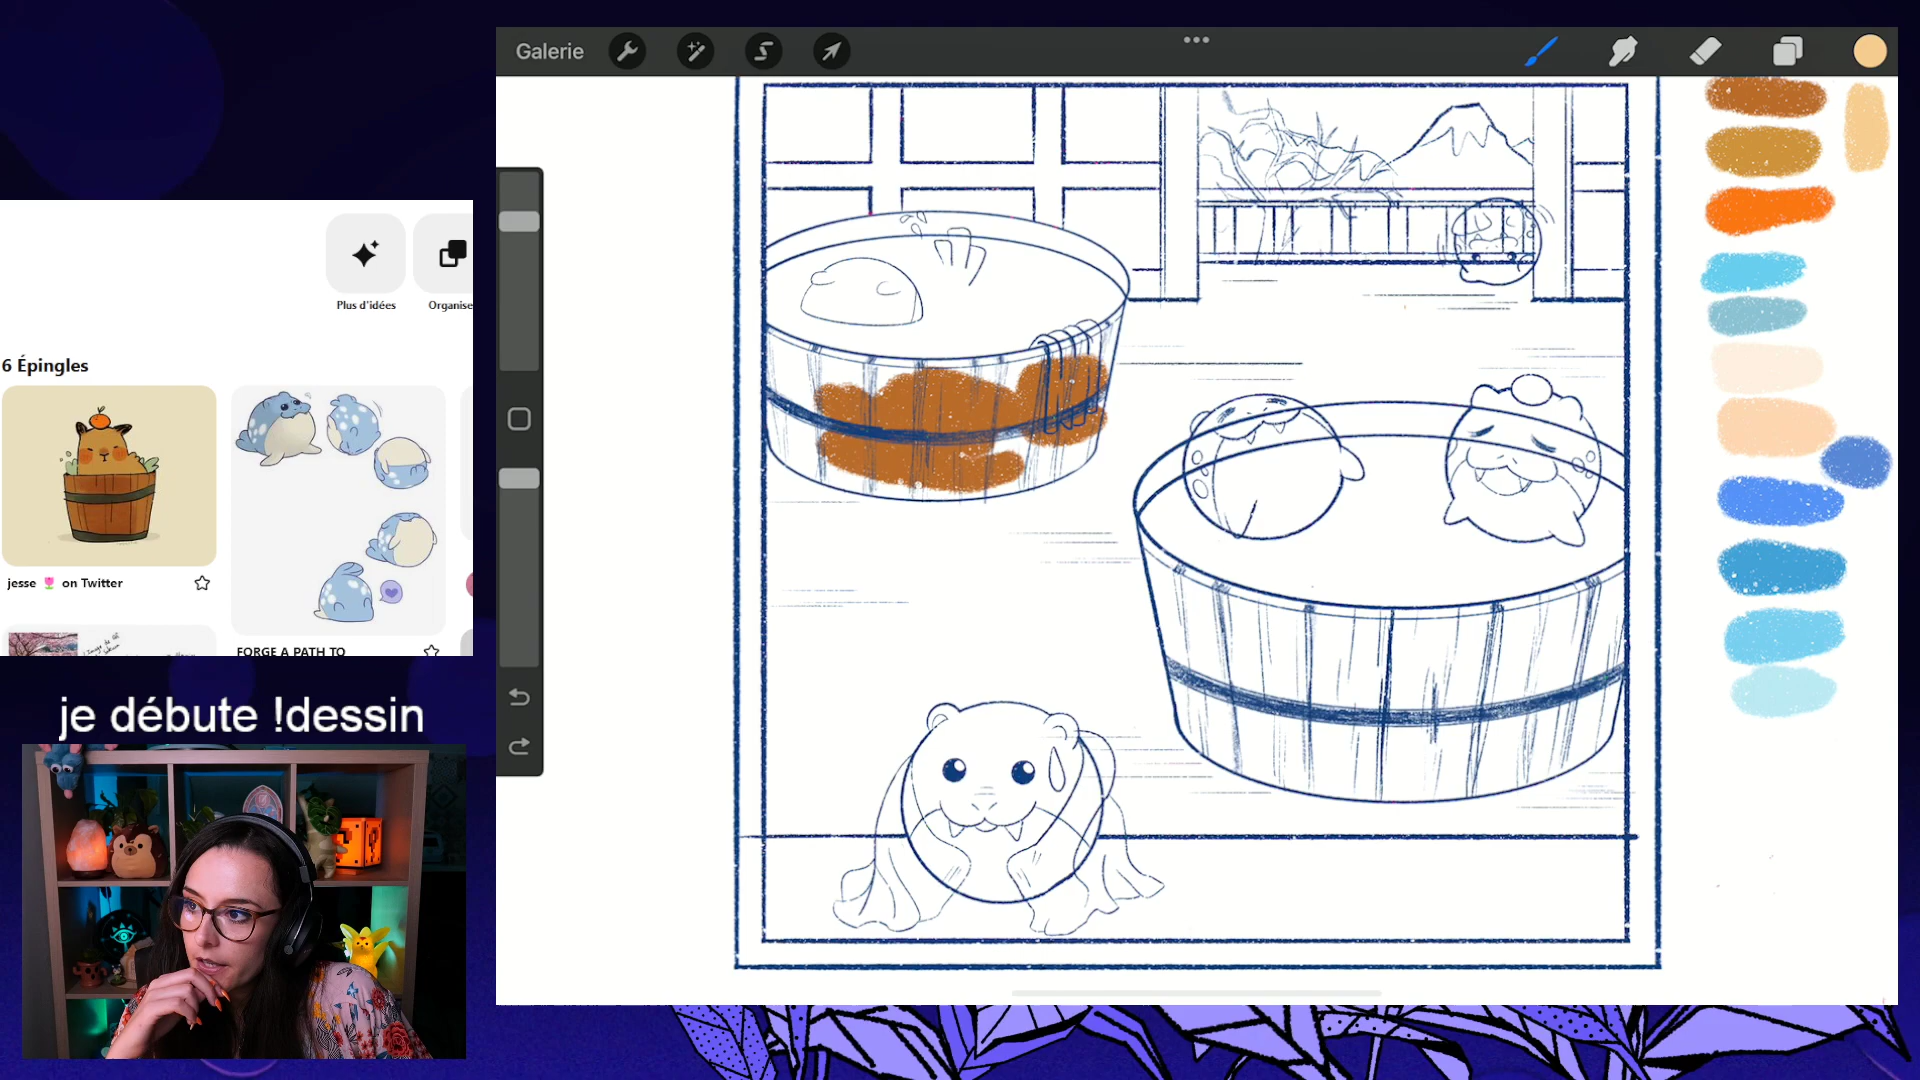 Galerie
Plus d'idées
Organise
6 Épingles
jesse 🌷 on Twitter
FORGE A PATH TO
je débute !dessin